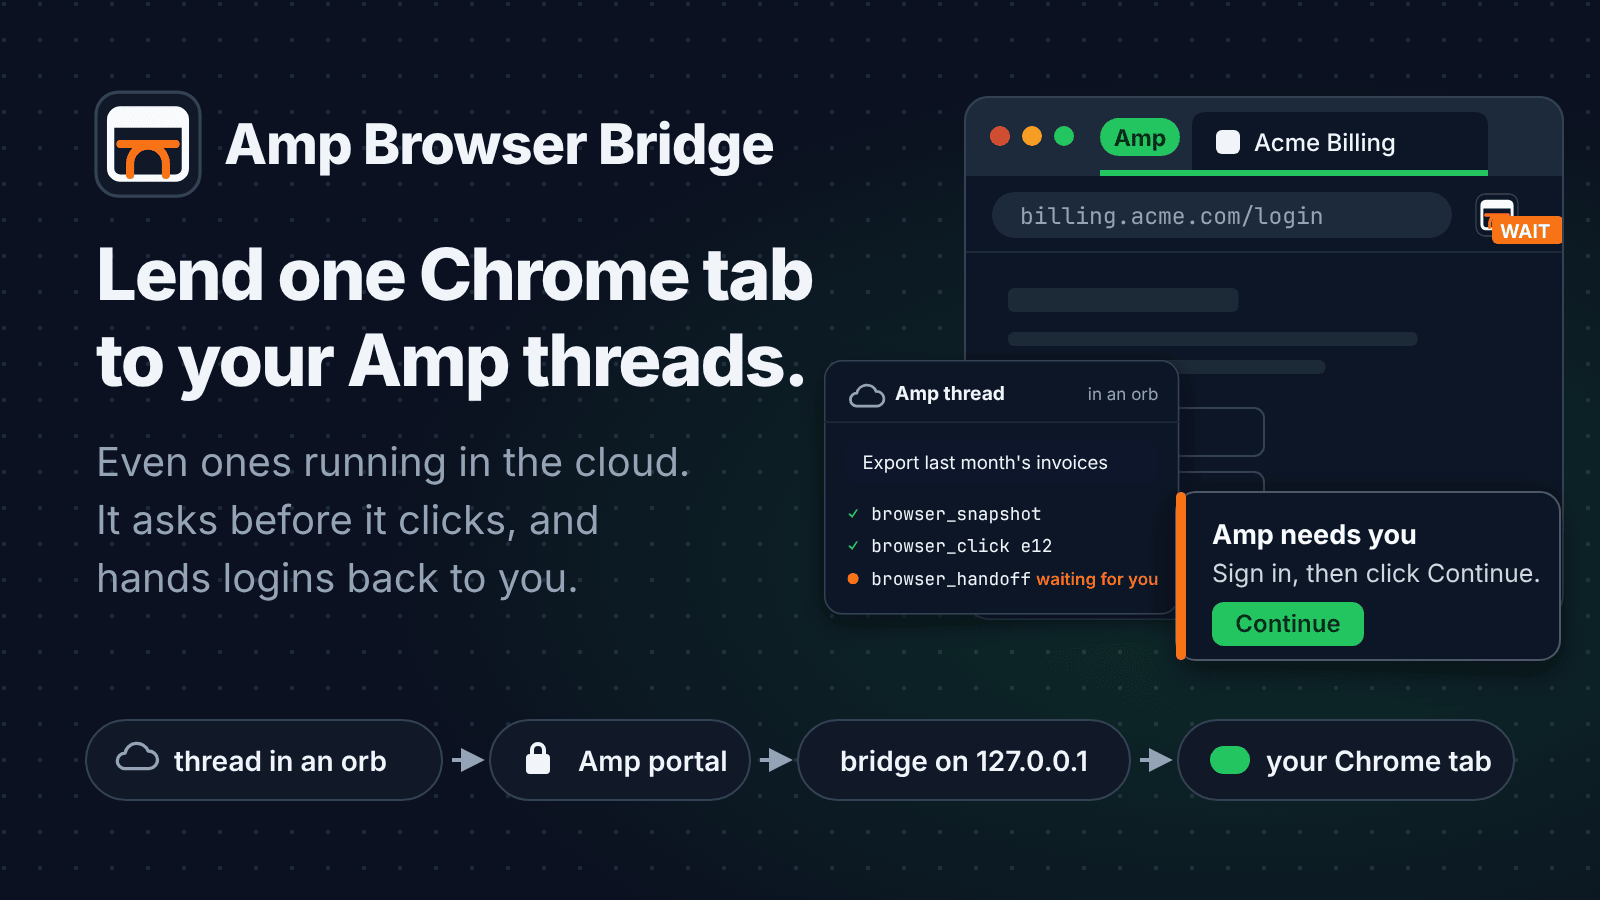 Amp Browser Bridge
Lend one Chrome tab
to your Amp threads.
Even ones running in the cloud.
It asks before it clicks, and
hands logins back to you.
Amp
Acme Billing
billing.acme.com/login
WAIT
Amp thread
in an orb
Export last month's invoices
browser_snapshot
browser_click e12
browser_handoff waiting for you
Amp needs you
Sign in, then click Continue.
Continue
thread in an orb
Amp portal
bridge on 127.0.0.1
your Chrome tab